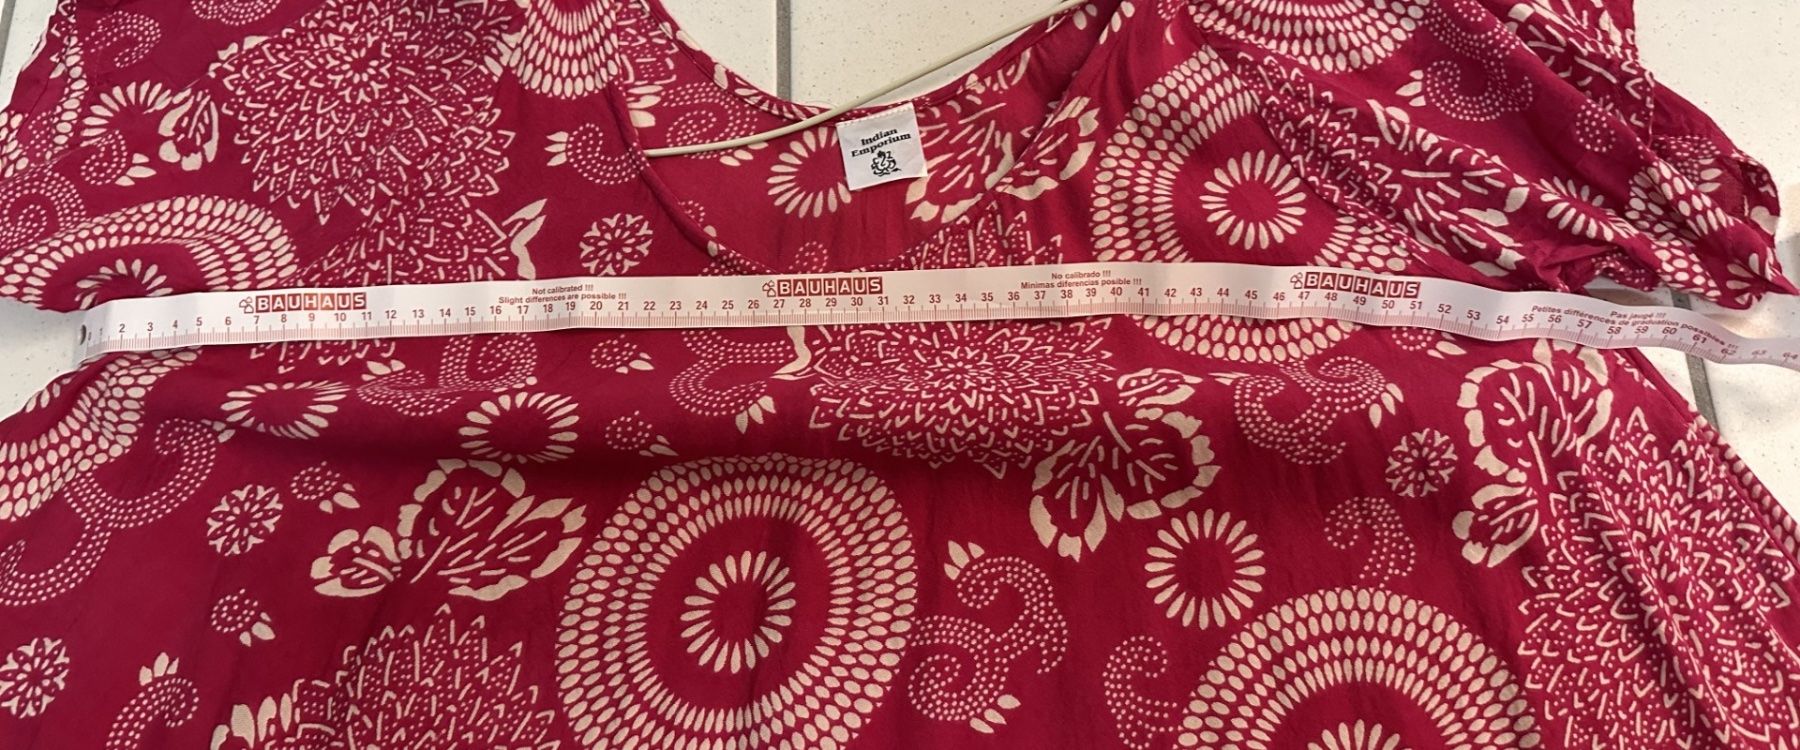 Indian
Emporium
BAUHAUS
Not calibrated !!!
Slight differences are possible !!!
BAUHAUS
No calibrado !!!
Minimas diferencias posible !!!
BAUHAUS
Pas jaugé !!!
Petites différences de graduation possibles !!!
1 2 3 4 5 6 7 8 9 10 11 12 13 14 15 16 17 18 19 20 21 22 23 24 25 26 27 28 29 30 31 32 33 34 35 36 37 38 39 40 41 42 43 44 45 46 47 48 49 50 51 52 53 54 55 56 57 58 59 60 61 62 63 64